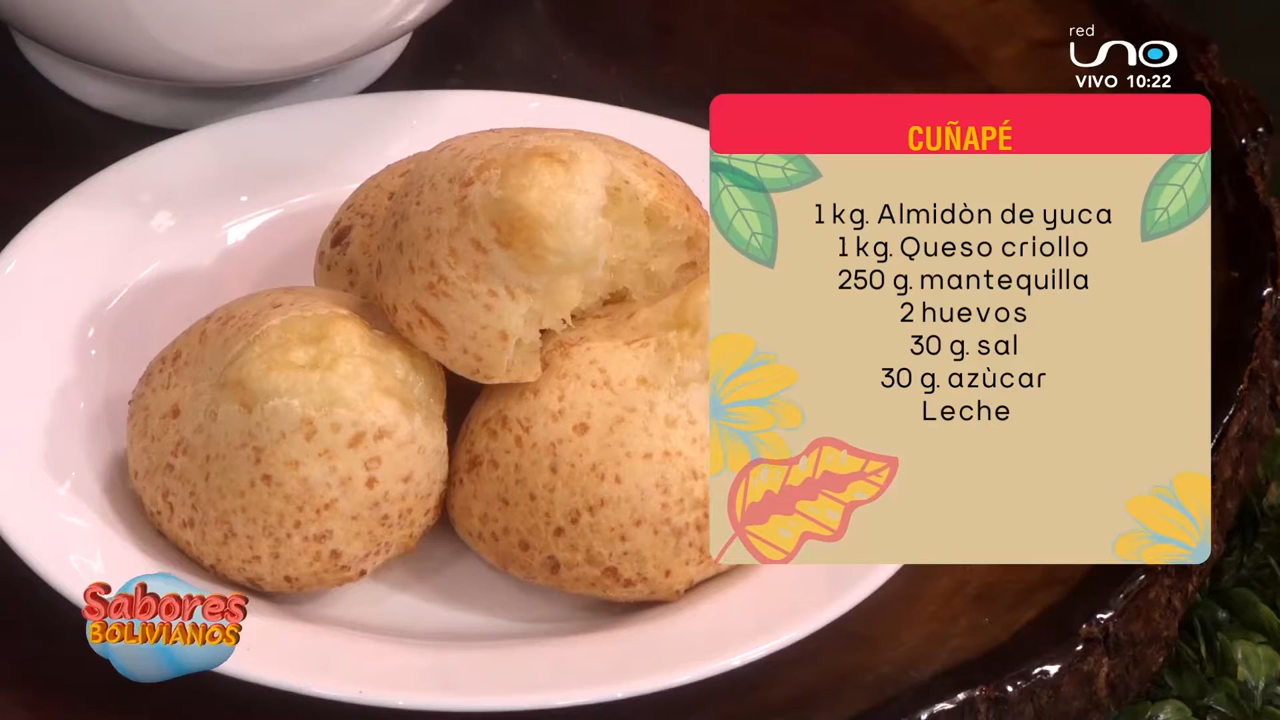 red
UNO
VIVO 10:22
CUÑAPÉ
1 kg. Almidòn de yuca
1 kg. Queso criollo
250 g. mantequilla
2 huevos
30 g. sal
30 g. azùcar
Leche
Sabores
BOLIVIANOS